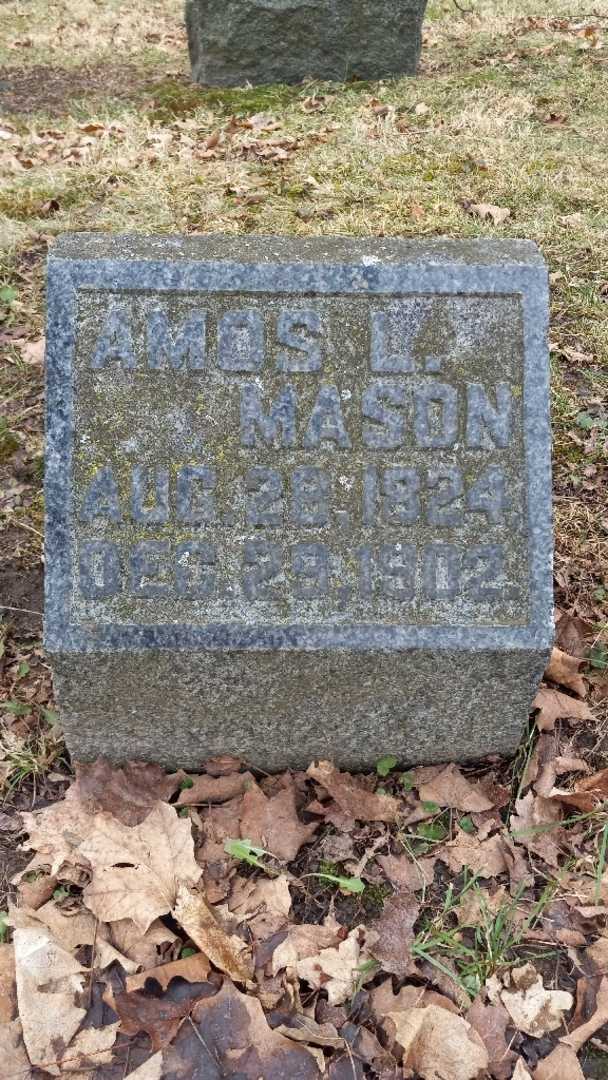 AMOS L.
MASON
AUG. 28, 1824.
DEC. 29, 1902.